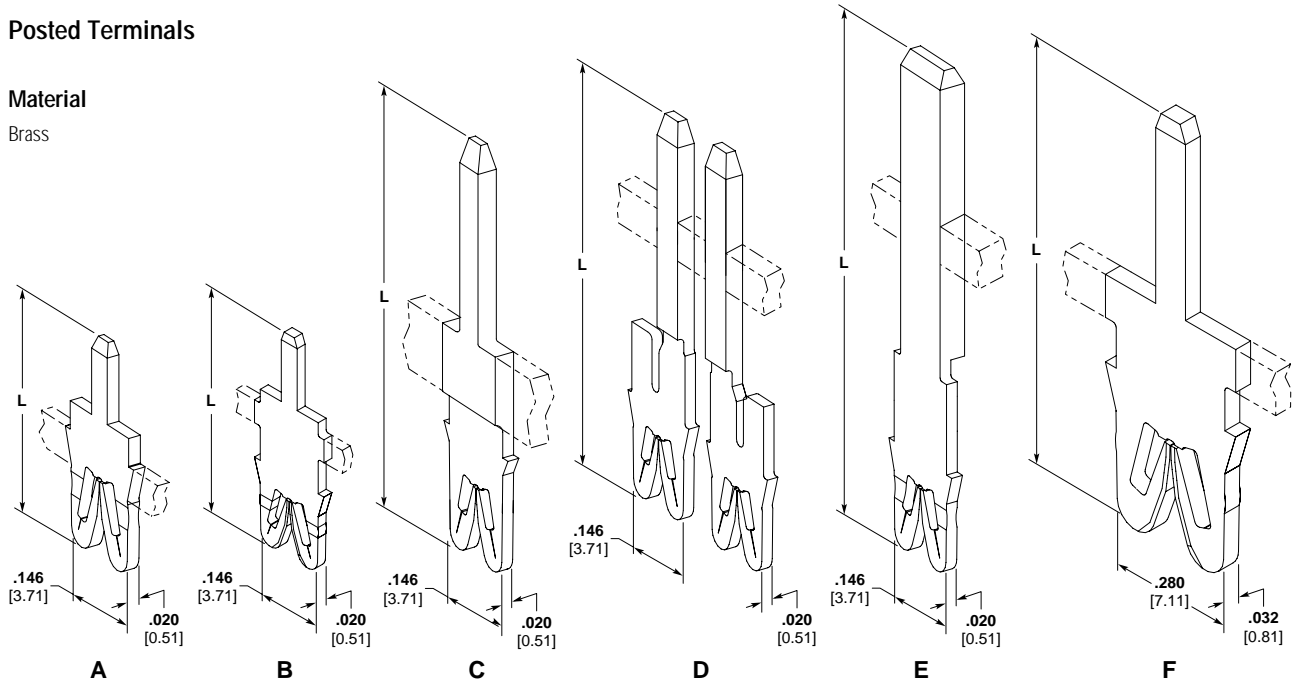 Posted Terminals
Material
Brass
L
L
L
L
L
L
.146
[3.71]
.020
[0.51]
.146
[3.71]
.020
[0.51]
.146
[3.71]
.020
[0.51]
.146
[3.71]
.020
[0.51]
.146
[3.71]
.020
[0.51]
.280
[7.11]
.032
[0.81]
A
B
C
D
E
F